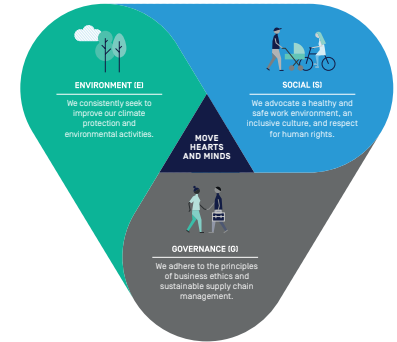 ENVIRONMENT (E)
We consistently seek to
improve our climate
protection and
environmental activities.
SOCIAL (S)
We advocate a healthy and
safe work environment, an
inclusive culture, and respect
for human rights.
MOVE
HEARTS
AND MINDS
GOVERNANCE (G)
We adhere to the principles
of business ethics and
sustainable supply chain
management.